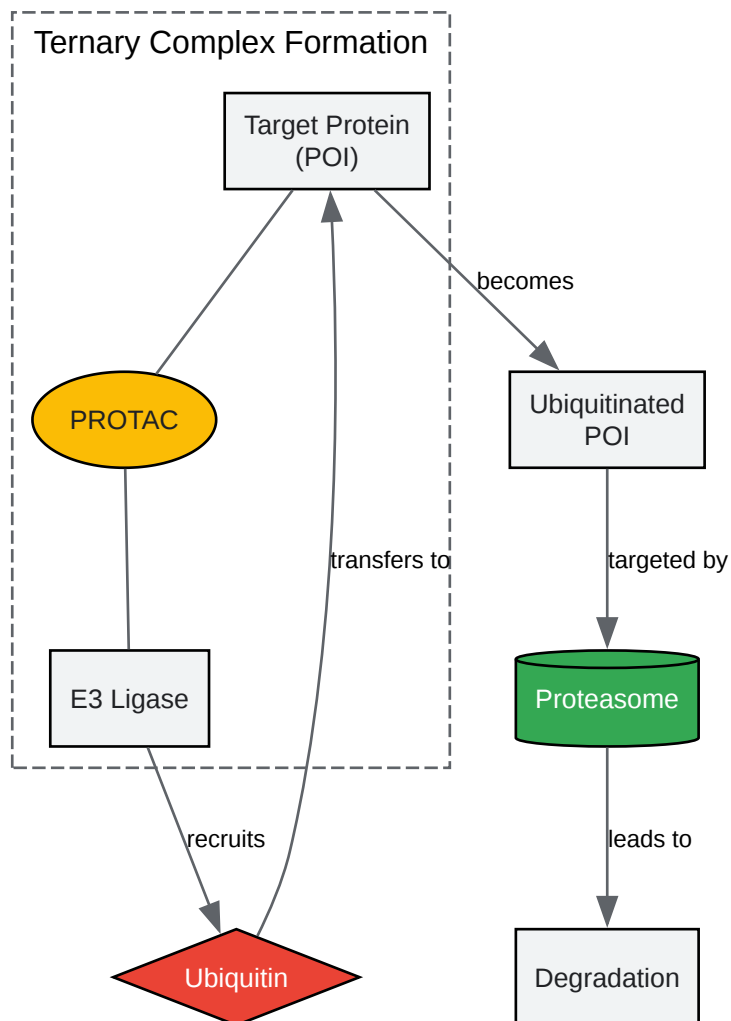 Ternary Complex Formation
Target Protein
(POI)
becomes
PROTAC
Ubiquitinated
POI
transfers to
targeted by
E3 Ligase
Proteasome
recruits
leads to
Ubiquitin
Degradation